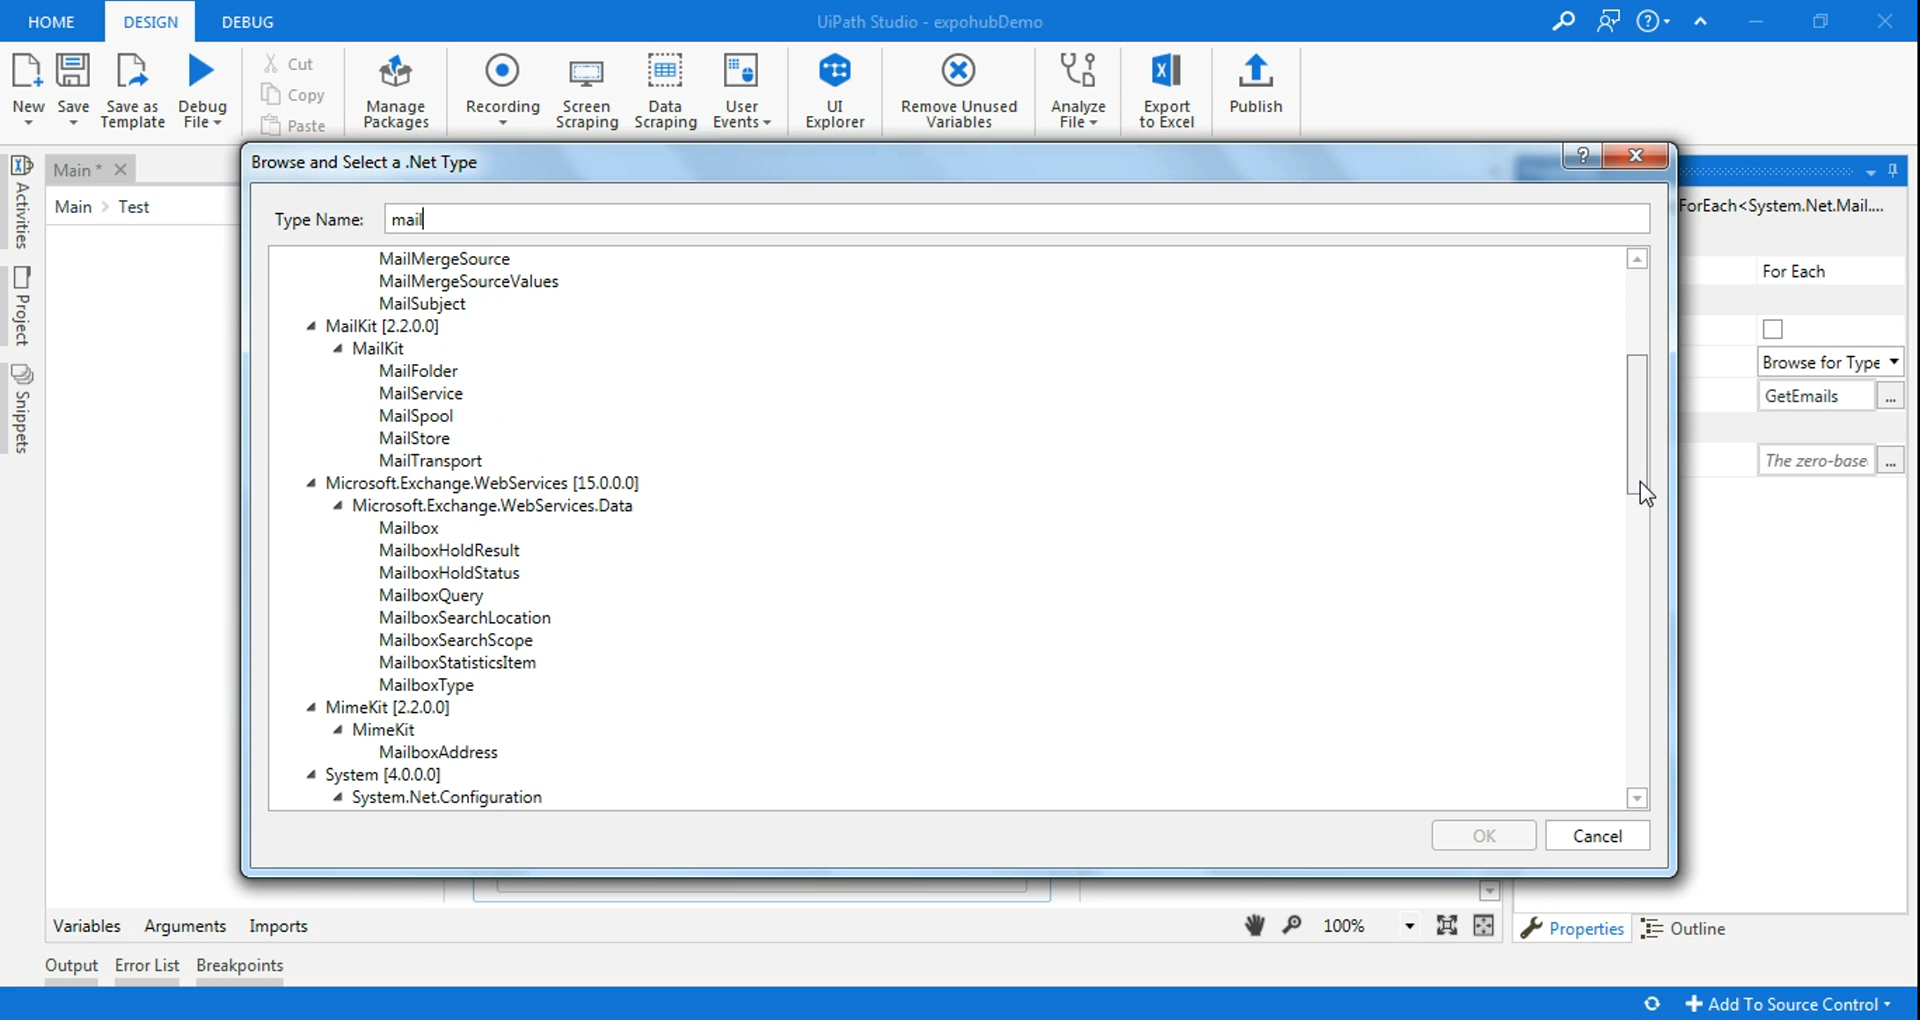 HOME DESIGN DEBUG UiPath Studio - expohubDemo
New Save Save as Template Debug File Cut Copy Paste Manage Packages Recording Screen Scraping Data Scraping User Events UI Explorer Remove Unused Variables Analyze File Export to Excel Publish
Main *
Main > Test
Activities
Project
Snippets
Browse and Select a .Net Type
Type Name: mail
MailMergeSource
MailMergeSourceValues
MailSubject
MailKit [2.2.0.0]
MailKit
MailFolder
MailService
MailSpool
MailStore
MailTransport
Microsoft.Exchange.WebServices [15.0.0.0]
Microsoft.Exchange.WebServices.Data
Mailbox
MailboxHoldResult
MailboxHoldStatus
MailboxQuery
MailboxSearchLocation
MailboxSearchScope
MailboxStatisticsItem
MailboxType
MimeKit [2.2.0.0]
MimeKit
MailboxAddress
System [4.0.0.0]
System.Net.Configuration
OK Cancel
ForEach<System.Net.Mail....
For Each
Browse for Type
GetEmails ...
The zero-base ...
Variables Arguments Imports 100% Properties Outline
Output Error List Breakpoints
Add To Source Control